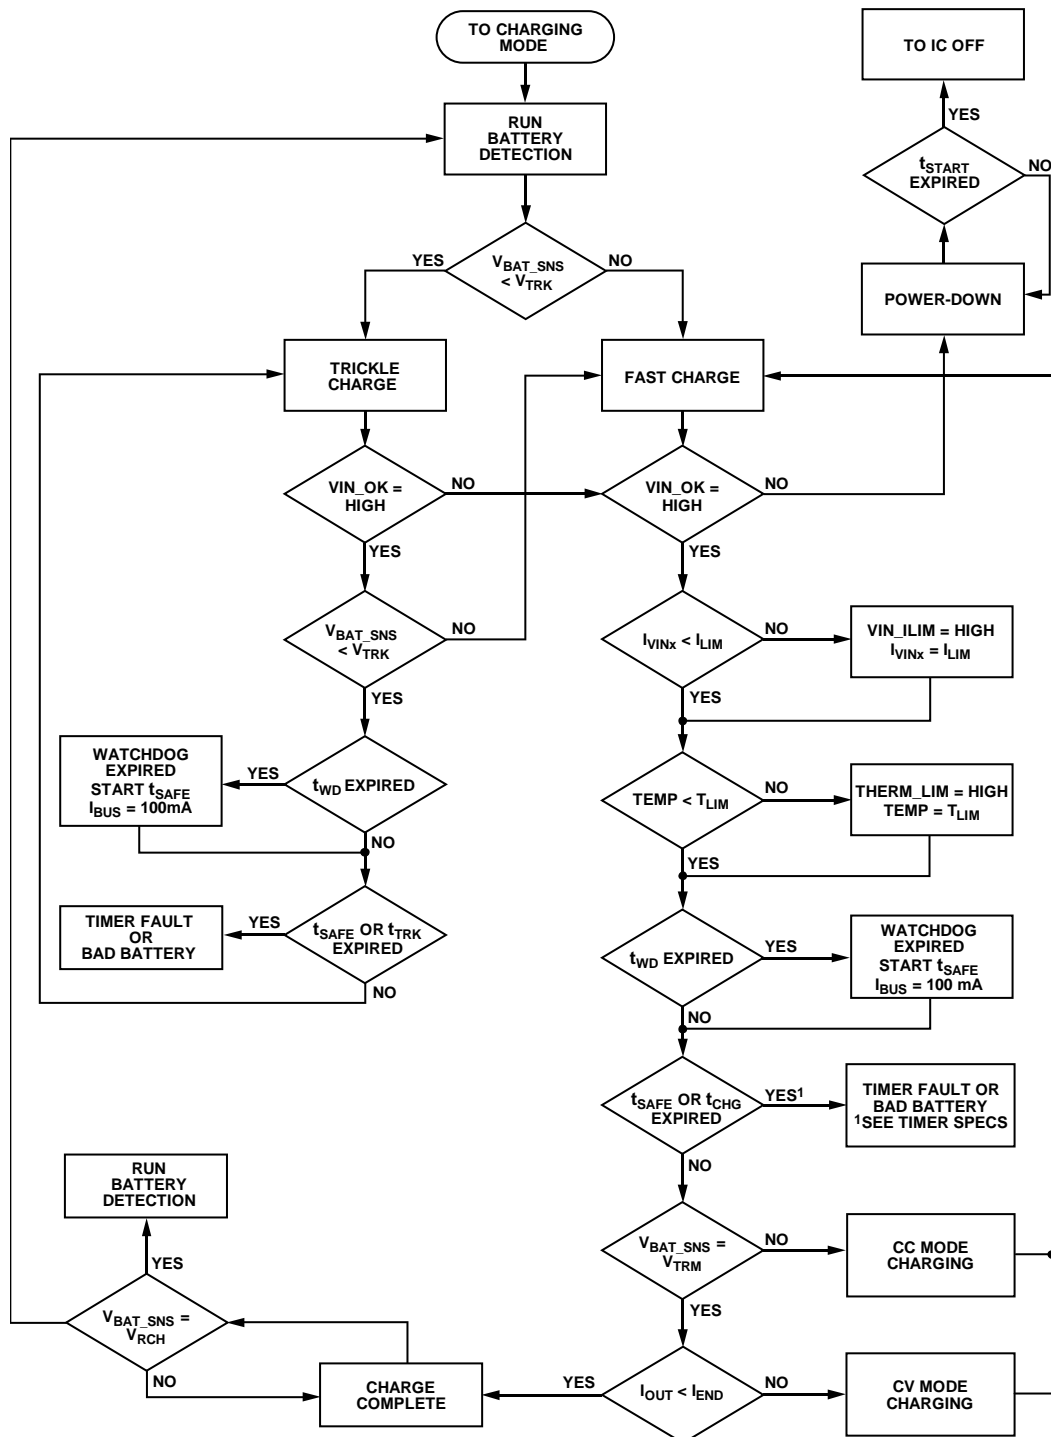 TO CHARGING
MODE
TO IC OFF
YES
RUN
BATTERY
DETECTION
tSTART
EXPIRED
NO
YES
VBAT_SNS
< VTRK
NO
POWER-DOWN
TRICKLE
CHARGE
FAST CHARGE
VIN_OK =
HIGH
NO
VIN_OK =
HIGH
NO
YES
YES
VBAT_SNS
< VTRK
NO
IVINx < ILIM
NO
VIN_ILIM = HIGH
IVINx = ILIM
YES
YES
WATCHDOG
EXPIRED
START tSAFE
IBUS = 100mA
YES
tWD EXPIRED
NO
TEMP < TLIM
NO
THERM_LIM = HIGH
TEMP = TLIM
YES
TIMER FAULT
OR
BAD BATTERY
YES
tSAFE OR tTRK
EXPIRED
NO
tWD EXPIRED
YES
WATCHDOG
EXPIRED
START tSAFE
IBUS = 100 mA
NO
tSAFE OR tCHG
EXPIRED
YES¹
TIMER FAULT OR
BAD BATTERY
¹SEE TIMER SPECS
NO
RUN
BATTERY
DETECTION
YES
VBAT_SNS =
VTRM
NO
CC MODE
CHARGING
YES
VBAT_SNS =
VRCH
NO
CHARGE
COMPLETE
YES
IOUT < IEND
NO
CV MODE
CHARGING